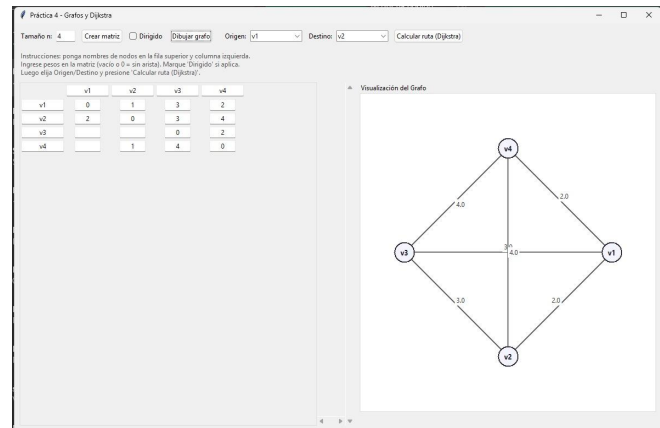 Práctica 4 - Grafos y Dijkstra
Tamaño n: 4 Crear matriz Dirigido Dibujar grafo Origen: v1 Destino: v2 Calcular ruta (Dijkstra)
Instrucciones: ponga nombres de nodos en la fila superior y columna izquierda.
Ingrese pesos en la matriz (vacío o 0 = sin arista). Marque 'Dirigido' si aplica.
Luego elija Origen/Destino y presione 'Calcular ruta (Dijkstra)'.
v1 v2 v3 v4
v1 0 1 3 2
v2 2 0 3 4
v3 0 2
v4 1 4 0
Visualización del Grafo
v4
4.0 2.0
v3 4.0 v1
3.0 2.0
v2